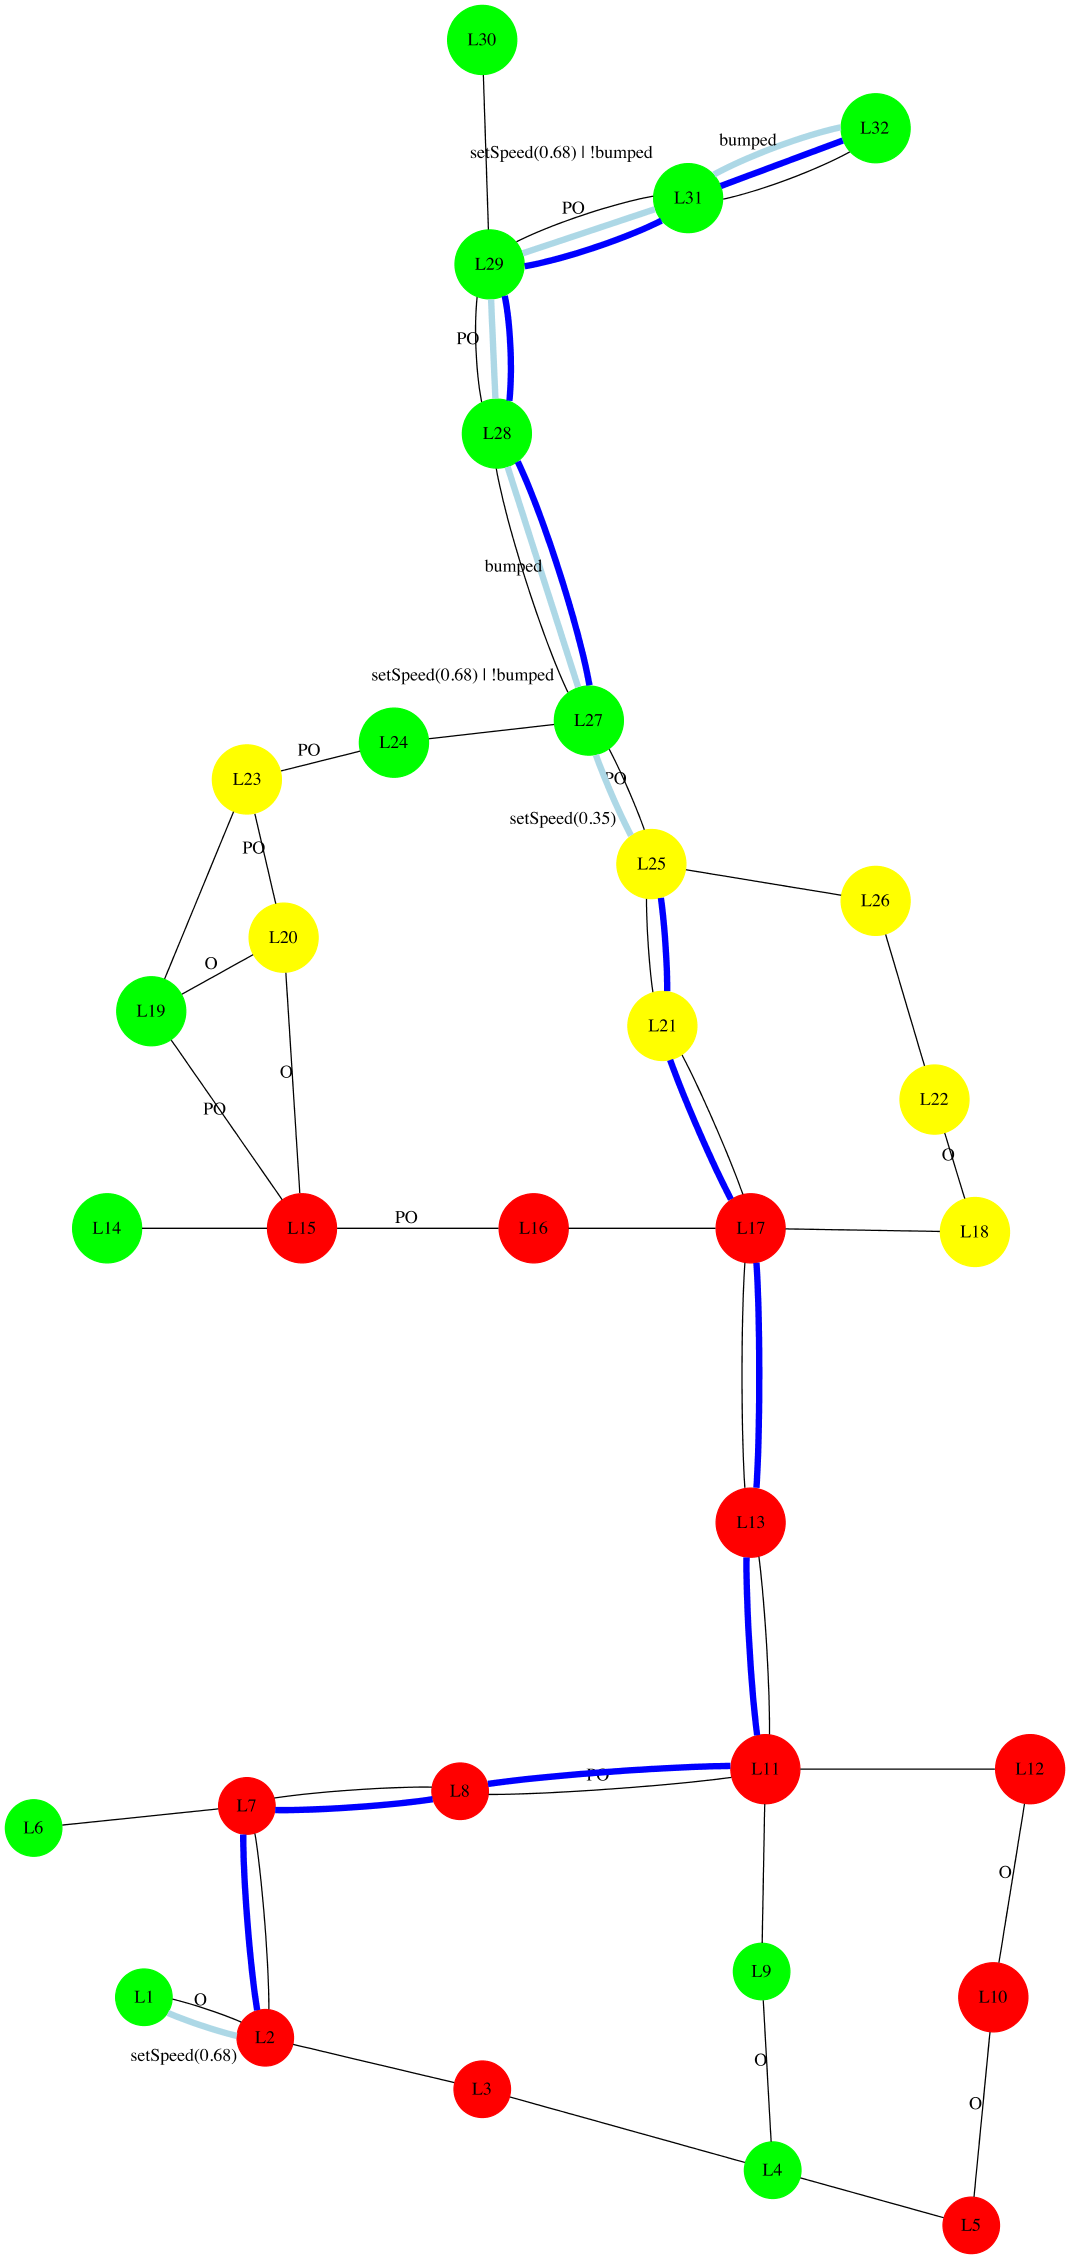 L30
L32
bumped
setSpeed(0.68) | !bumped
L31
PO
L29
PO
L28
bumped
setSpeed(0.68) | !bumped
L27
L24
PO
L23
PO
setSpeed(0.35)
PO
L25
L26
L20
O
L19
L21
O
L22
PO
O
L14
L15
PO
L16
L17
L18
L13
L11
L12
PO
L8
L7
L6
O
L9
L10
L1
O
L2
setSpeed(0.68)
O
L3
O
L4
L5